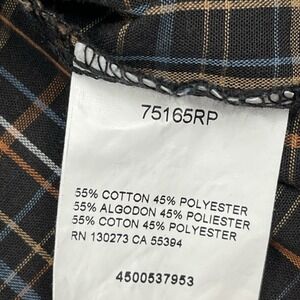 75165RP
55% COTTON 45% POLYESTER
55% ALGODON 45% POLIESTER
55% COTON 45% POLYESTER
RN 130273 CA 55394
4500537953